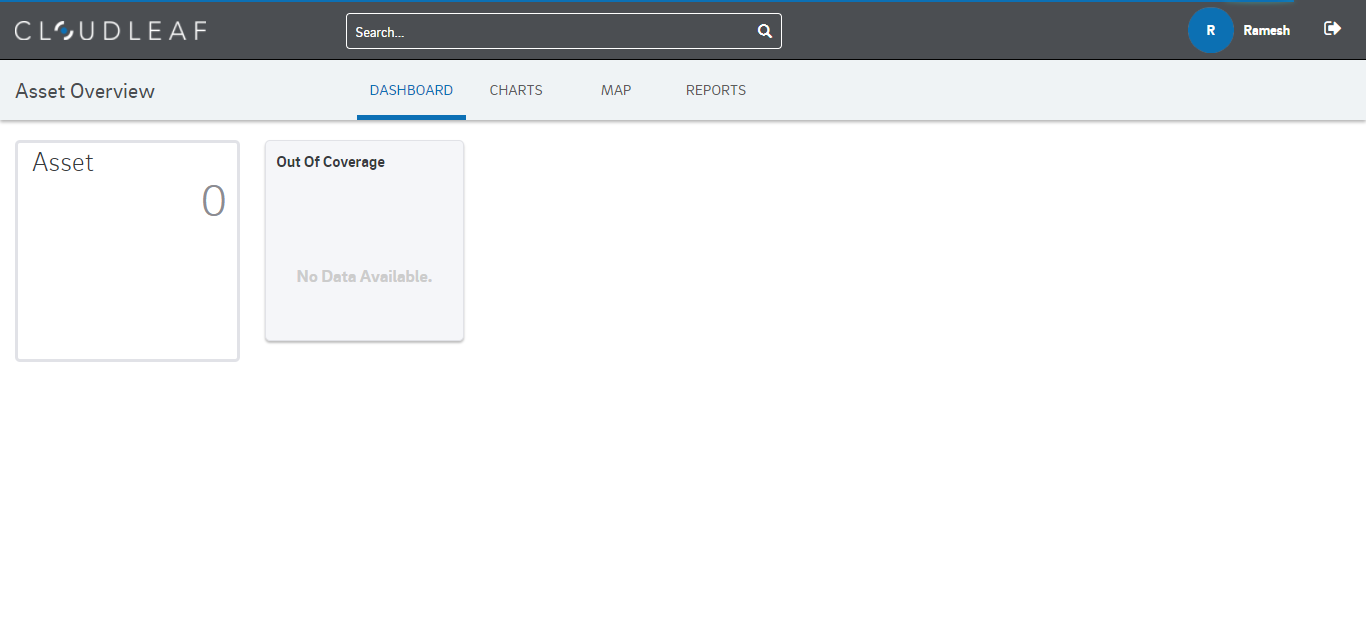 CLOUDLEAF
Search...
R
Ramesh
Asset Overview
DASHBOARD
CHARTS
MAP
REPORTS
Asset
0
Out Of Coverage
No Data Available.